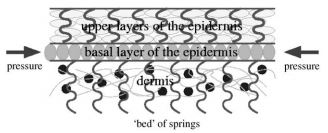 upper layers of the epidermis
basal layer of the epidermis
pressure
pressure
dermis
'bed' of springs